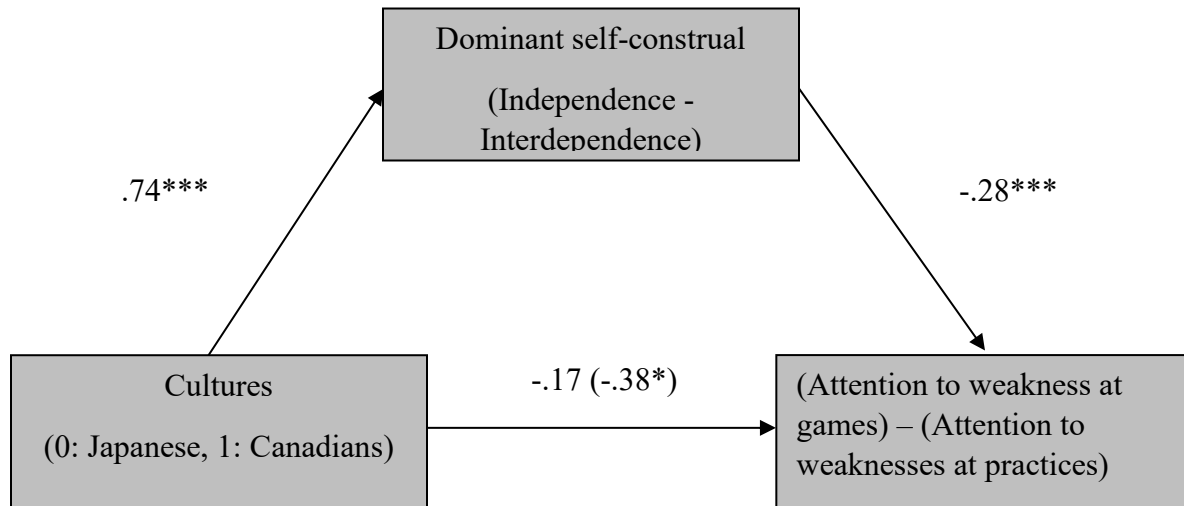 Dominant self-construal
(Independence -
Interdependence)
.74***
-.28***
Cultures
(0: Japanese, 1: Canadians)
-.17 (-.38*)
(Attention to weakness at
games) – (Attention to
weaknesses at practices)